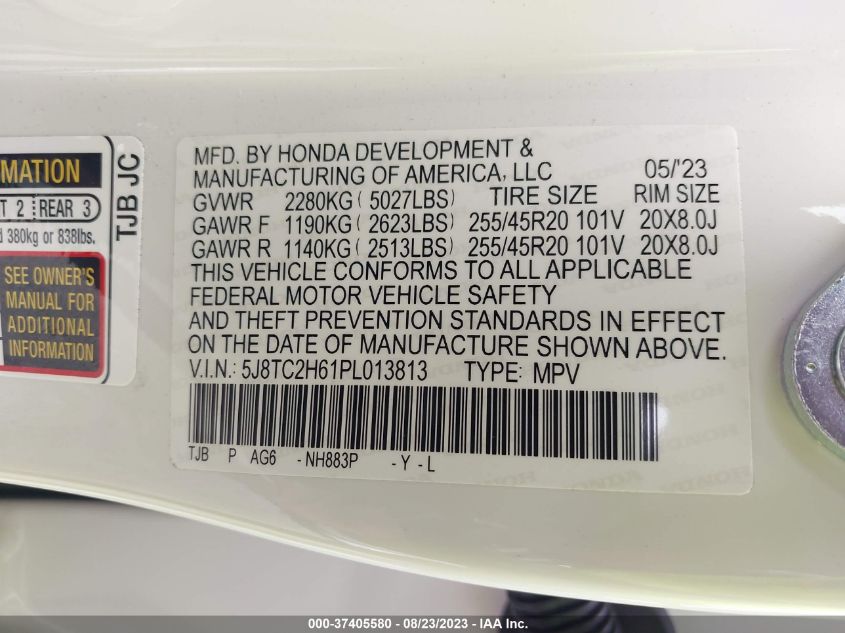 MATION
T 2 REAR 3
d 380kg or 838lbs.
SEE OWNER'S
MANUAL FOR
ADDITIONAL
INFORMATION
TJB JC
MFD. BY HONDA DEVELOPMENT &
MANUFACTURING OF AMERICA, LLC 05/'23
GVWR 2280KG ( 5027LBS) TIRE SIZE RIM SIZE
GAWR F 1190KG ( 2623LBS) 255/45R20 101V 20X8.0J
GAWR R 1140KG ( 2513LBS) 255/45R20 101V 20X8.0J
THIS VEHICLE CONFORMS TO ALL APPLICABLE
FEDERAL MOTOR VEHICLE SAFETY
AND THEFT PREVENTION STANDARDS IN EFFECT
ON THE DATE OF MANUFACTURE SHOWN ABOVE.
V.I.N.: 5J8TC2H61PL013813 TYPE: MPV
TJB P AG6 -NH883P -Y-L
000-37405580 - 08/23/2023 - IAA Inc.